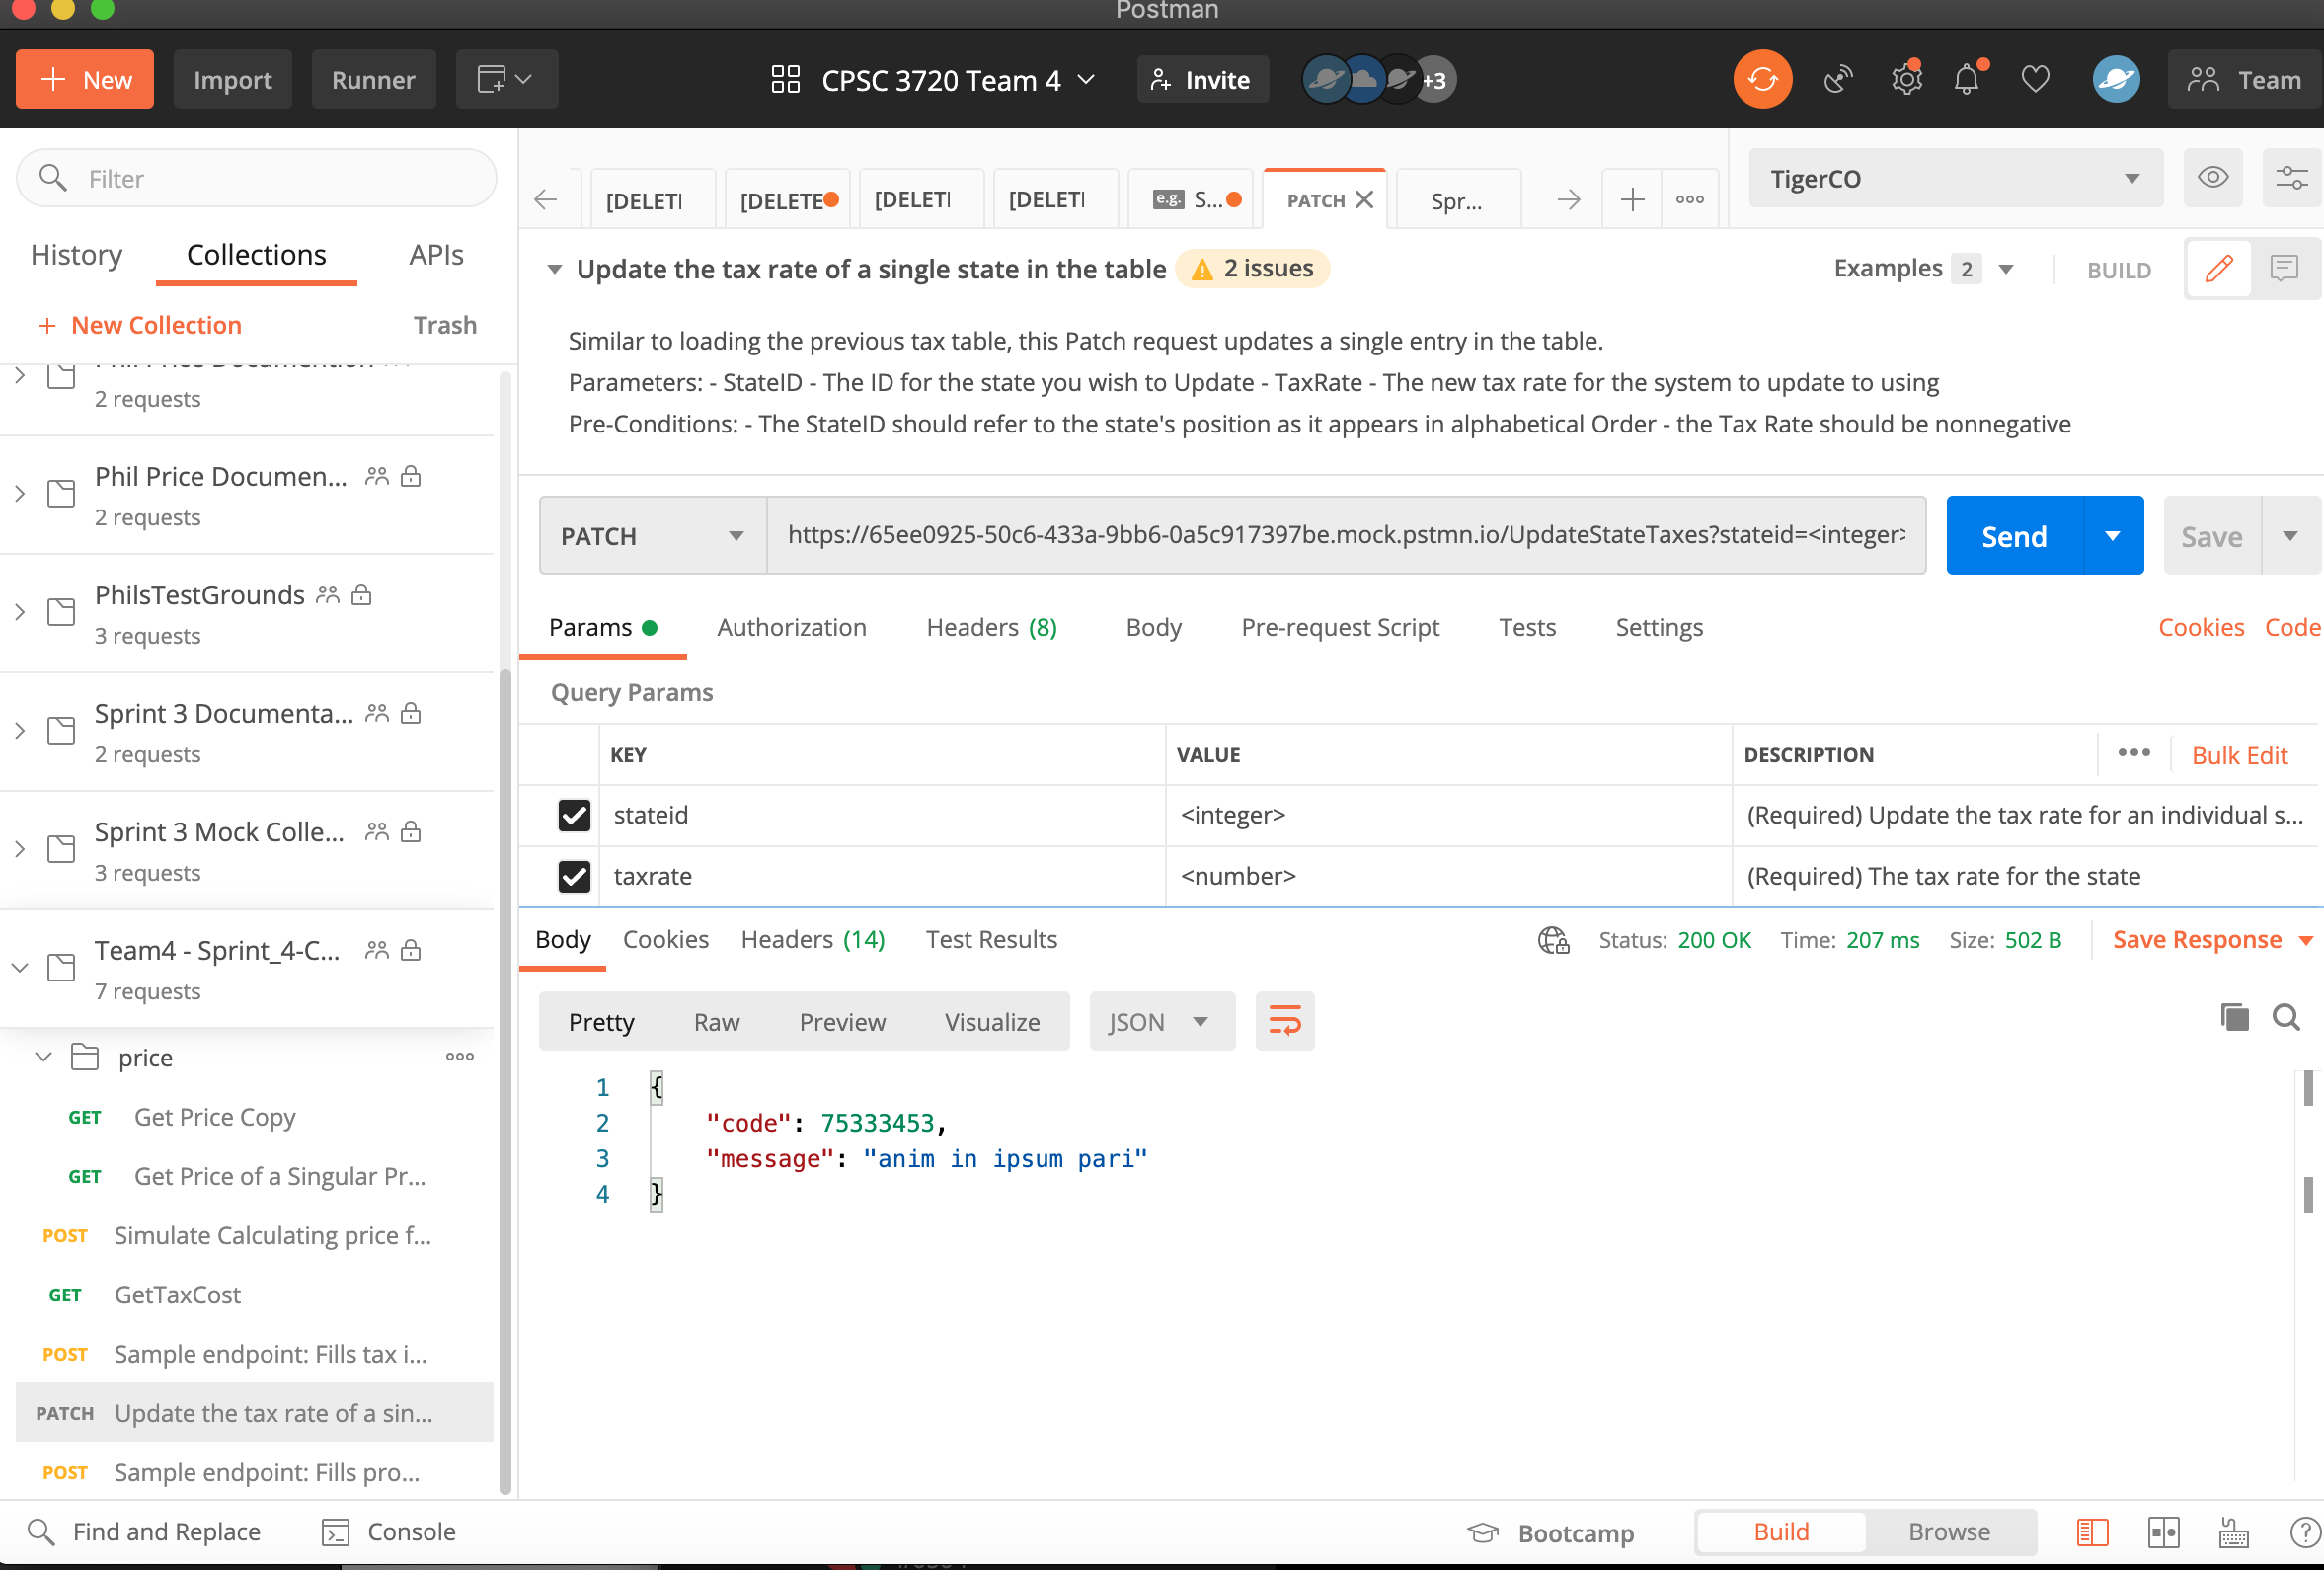 Postman
New
Import
Runner
CPSC 3720 Team 4
Invite
+3
Team
Filter
History
Collections
APIs
+ New Collection
Trash
2 requests
Phil Price Documen...
2 requests
PhilsTestGrounds
3 requests
Sprint 3 Documenta...
2 requests
Sprint 3 Mock Colle...
3 requests
Team4 - Sprint_4-C...
7 requests
price
GET Get Price Copy
GET Get Price of a Singular Pr...
POST Simulate Calculating price f...
GET GetTaxCost
POST Sample endpoint: Fills tax i...
PATCH Update the tax rate of a sin...
POST Sample endpoint: Fills pro...
[DELETI
[DELETE
[DELETI
[DELETI
e.g. S...
PATCH
Spr...
TigerCO
Update the tax rate of a single state in the table
2 issues
Examples 2
BUILD
Similar to loading the previous tax table, this Patch request updates a single entry in the table.
Parameters: - StateID - The ID for the state you wish to Update - TaxRate - The new tax rate for the system to update to using
Pre-Conditions: - The StateID should refer to the state's position as it appears in alphabetical Order - the Tax Rate should be nonnegative
PATCH
https://65ee0925-50c6-433a-9bb6-0a5c917397be.mock.pstmn.io/UpdateStateTaxes?stateid=<integer>
Send
Save
Params
Authorization
Headers (8)
Body
Pre-request Script
Tests
Settings
Cookies
Code
Query Params
KEY
VALUE
DESCRIPTION
Bulk Edit
stateid
<integer>
(Required) Update the tax rate for an individual s...
taxrate
<number>
(Required) The tax rate for the state
Body
Cookies
Headers (14)
Test Results
Status: 200 OK
Time: 207 ms
Size: 502 B
Save Response
Pretty
Raw
Preview
Visualize
JSON
1 {
2 "code": 75333453,
3 "message": "anim in ipsum pari"
4 }
Find and Replace
Console
Bootcamp
Build
Browse